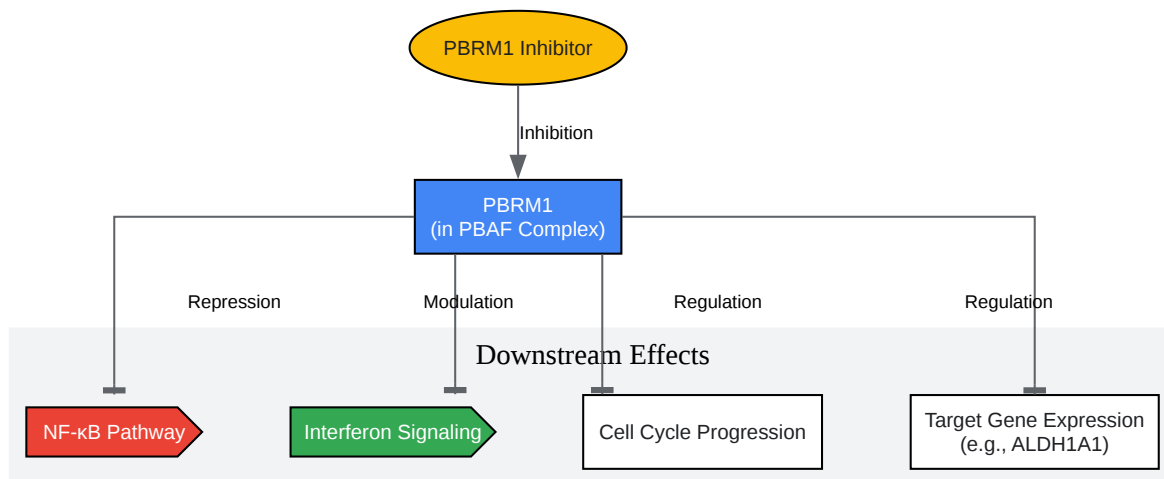 PBRM1 Inhibitor
Inhibition
PBRM1
(in PBAF Complex)
Repression
Modulation
Regulation
Regulation
Downstream Effects
NF-κB Pathway
Interferon Signaling
Cell Cycle Progression
Target Gene Expression
(e.g., ALDH1A1)